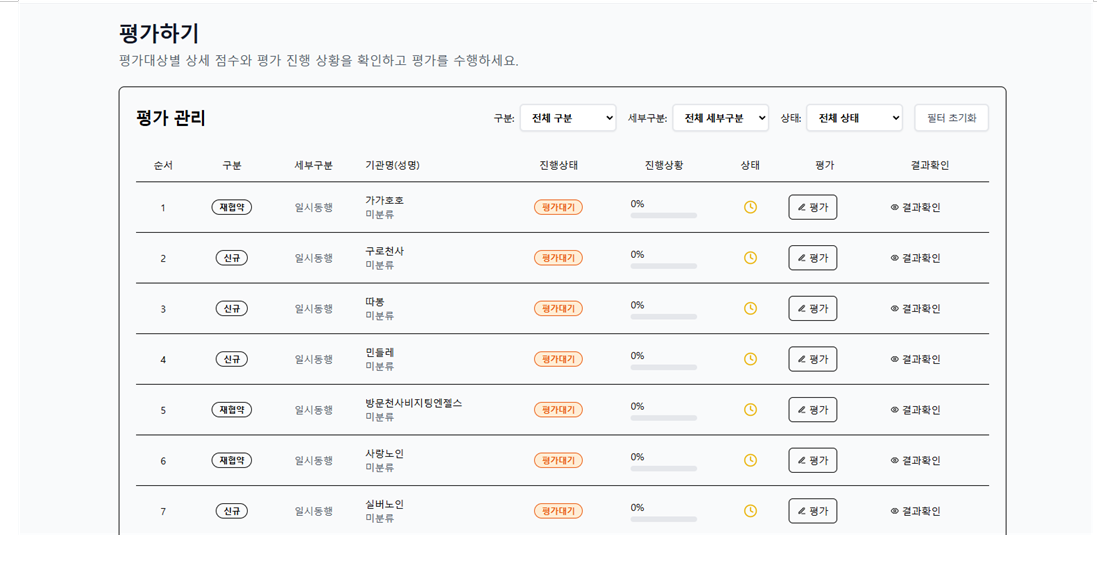 평가하기
평가대상별 상세 점수와 평가 진행 상황을 확인하고 평가를 수행하세요.
평가 관리 구분: 전체 구분 세부구분: 전체 세부구분 상태: 전체 상태 필터 초기화
순서 구분 세부구분 기관명(성명) 진행상태 진행상황 상태 평가 결과확인
1 재협약 일시동행 가가호호 평가대기 0% 평가 결과확인
미분류
2 신규 일시동행 구로천사 평가대기 0% 평가 결과확인
미분류
3 신규 일시동행 따봉 평가대기 0% 평가 결과확인
미분류
4 신규 일시동행 민들레 평가대기 0% 평가 결과확인
미분류
5 재협약 일시동행 방문천사비지팅엔젤스 평가대기 0% 평가 결과확인
미분류
6 재협약 일시동행 사랑노인 평가대기 0% 평가 결과확인
미분류
7 신규 일시동행 실버노인 평가대기 0% 평가 결과확인
미분류